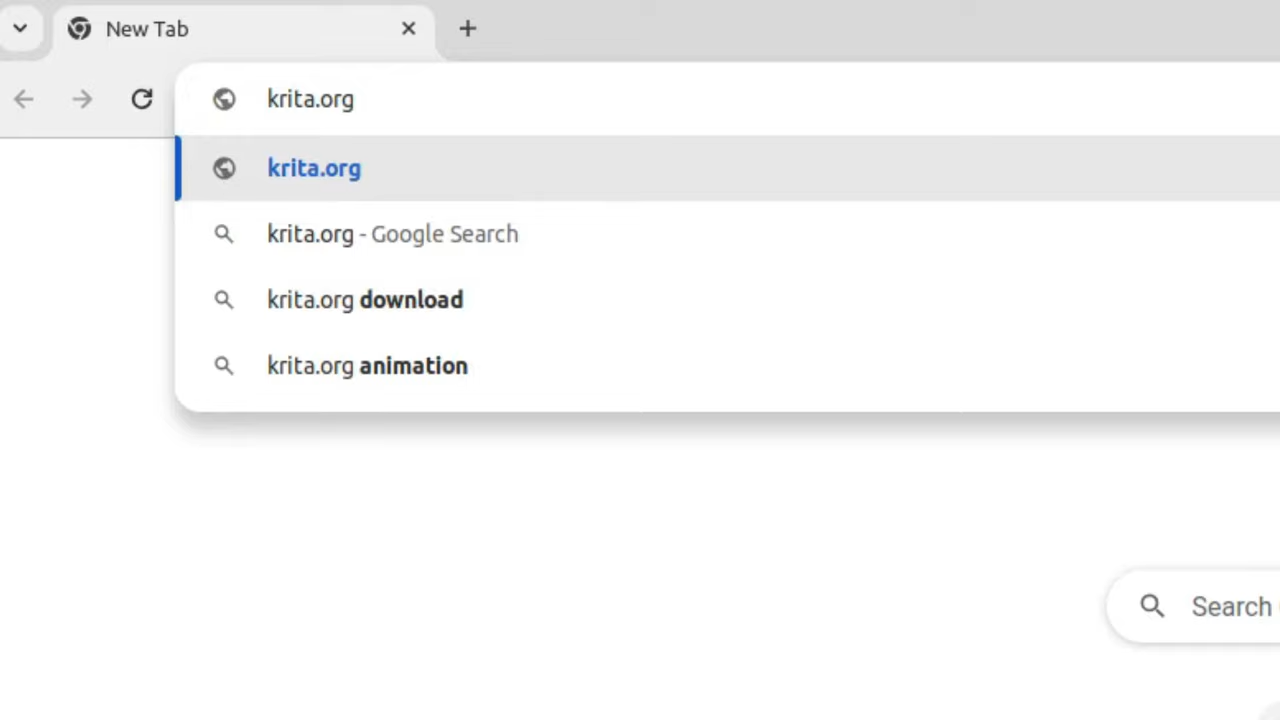 New Tab
krita.org
krita.org
krita.org - Google Search
krita.org download
krita.org animation
Search